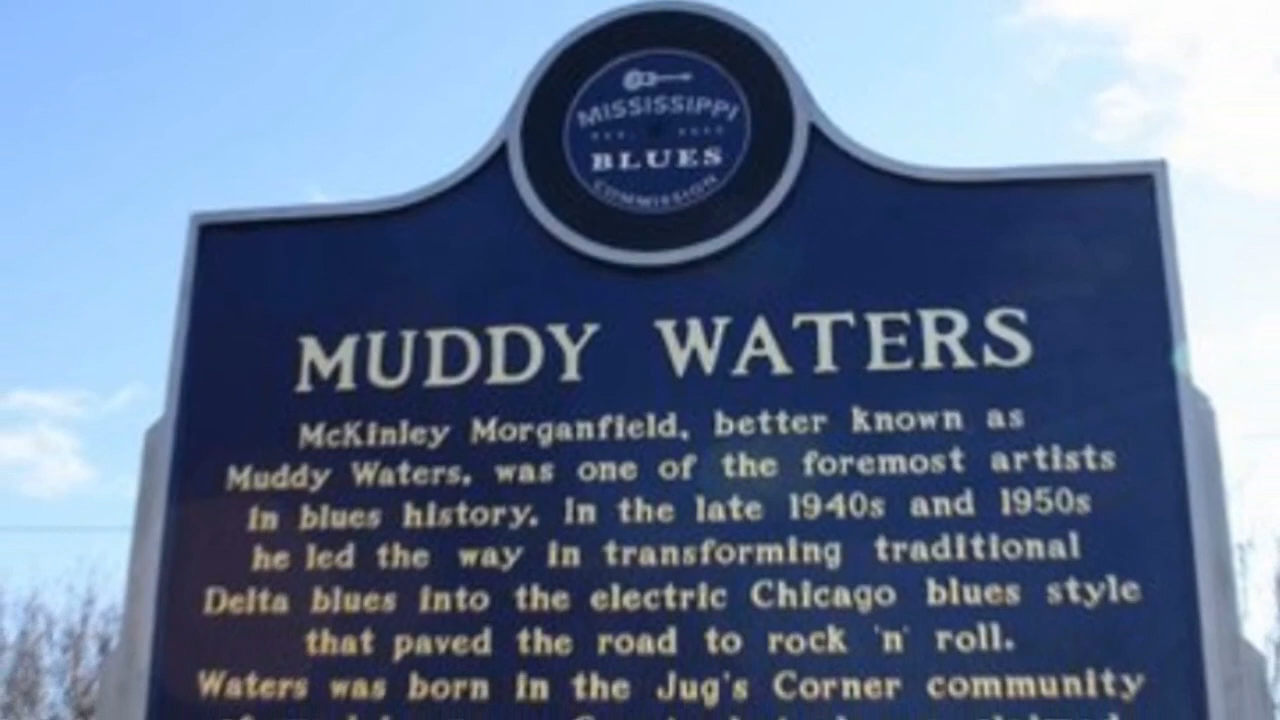 MISSISSIPPI
BLUES
COMMISSION
MUDDY WATERS
McKinley Morganfield, better known as
Muddy Waters, was one of the foremost artists
in blues history. In the late 1940s and 1950s
he led the way in transforming traditional
Delta blues into the electric Chicago blues style
that paved the road to rock 'n' roll.
Waters was born in the Jug's Corner community